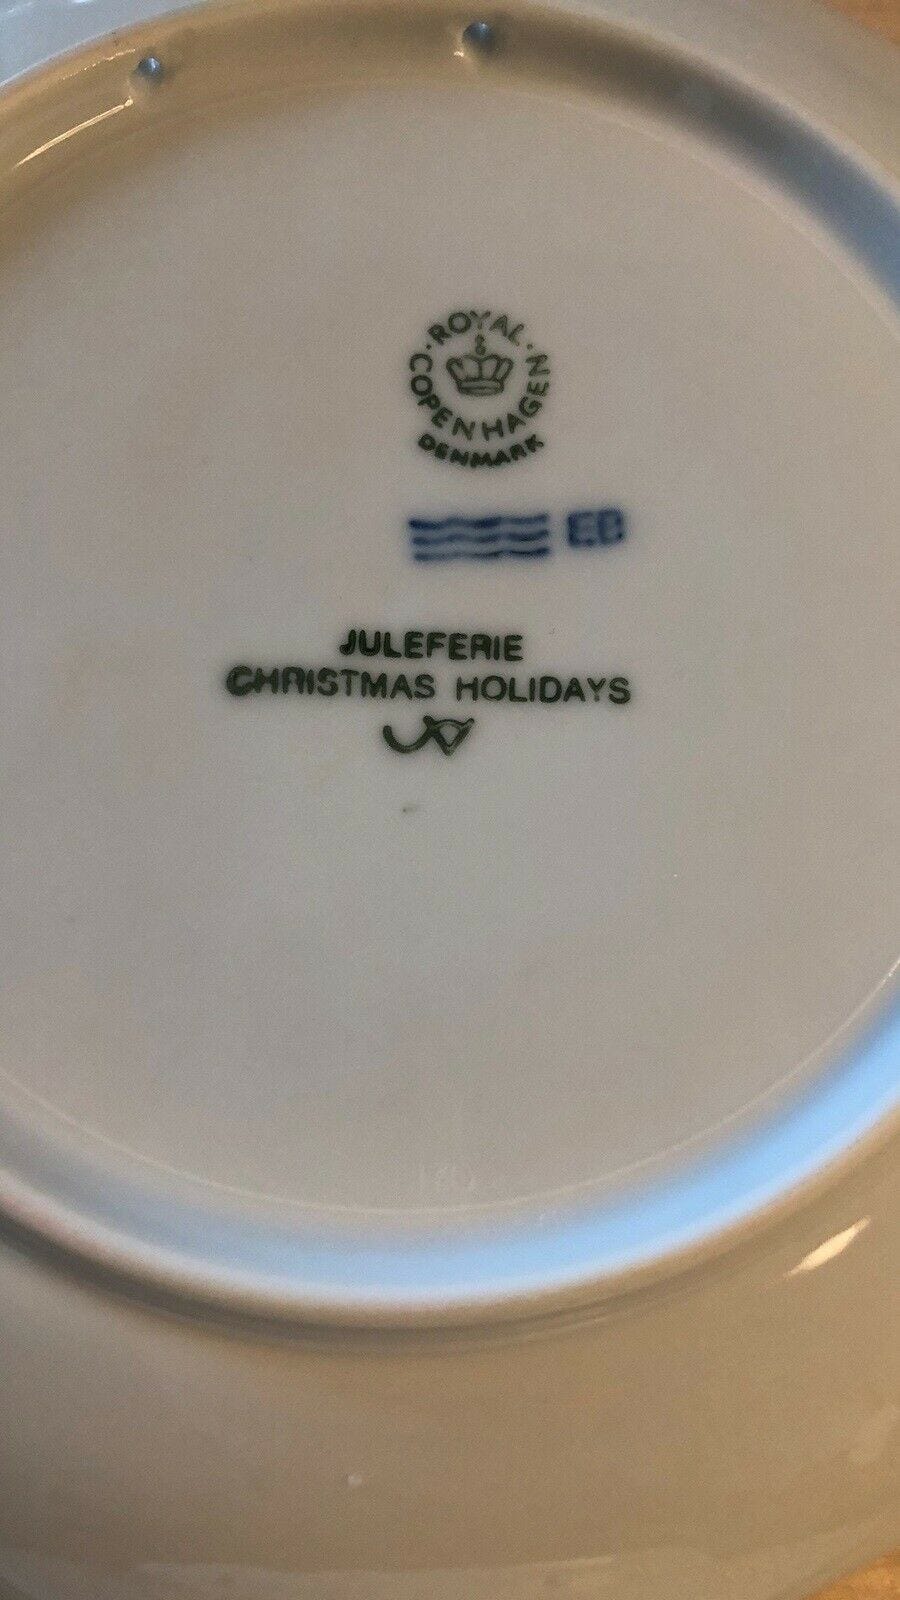 ROYAL COPENHAGEN
DENMARK
EB
JULEFERIE
CHRISTMAS HOLIDAYS